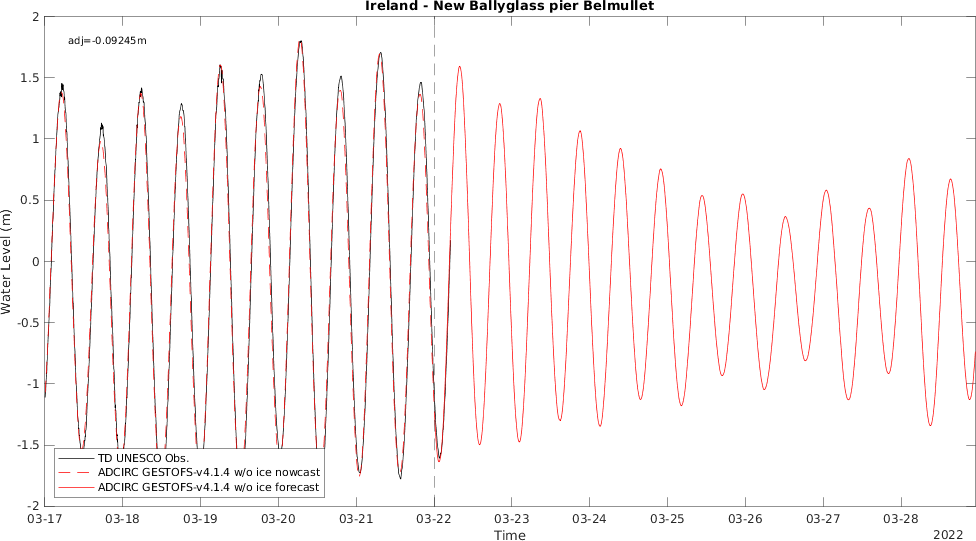 Ireland - New Ballyglass pier Belmullet
adj=-0.09245m
Water Level (m)
2
1.5
1
0.5
0
-0.5
-1
-1.5
-2
TD UNESCO Obs.
ADCIRC GESTOFS-v4.1.4 w/o ice nowcast
ADCIRC GESTOFS-v4.1.4 w/o ice forecast
03-17 03-18 03-19 03-20 03-21 03-22 03-23 03-24 03-25 03-26 03-27 03-28
Time
2022